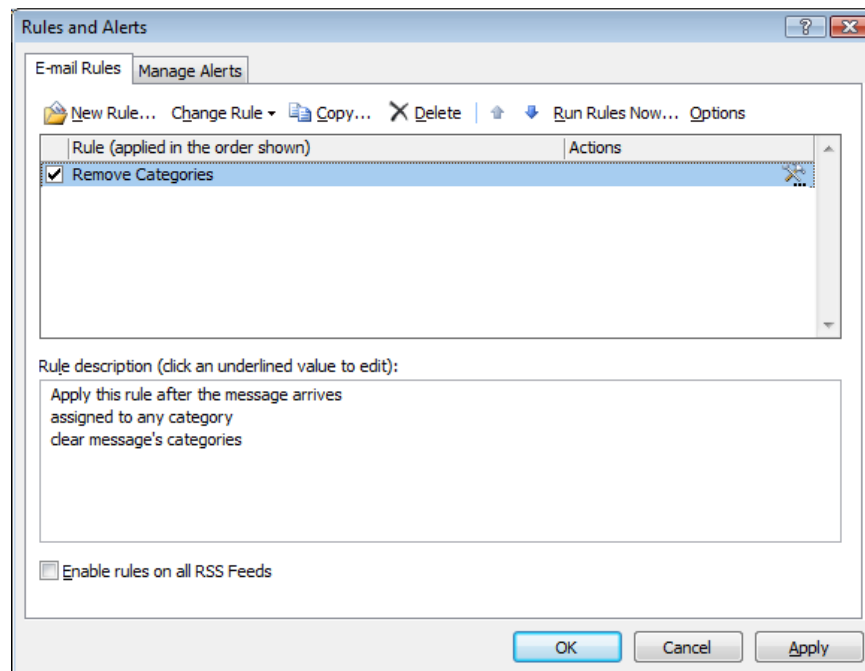 Rules and Alerts
E-mail Rules Manage Alerts
New Rule... Change Rule Copy... Delete Run Rules Now... Options
Rule (applied in the order shown) Actions
Remove Categories
Rule description (click an underlined value to edit):
Apply this rule after the message arrives
assigned to any category
clear message's categories
Enable rules on all RSS Feeds
OK Cancel Apply